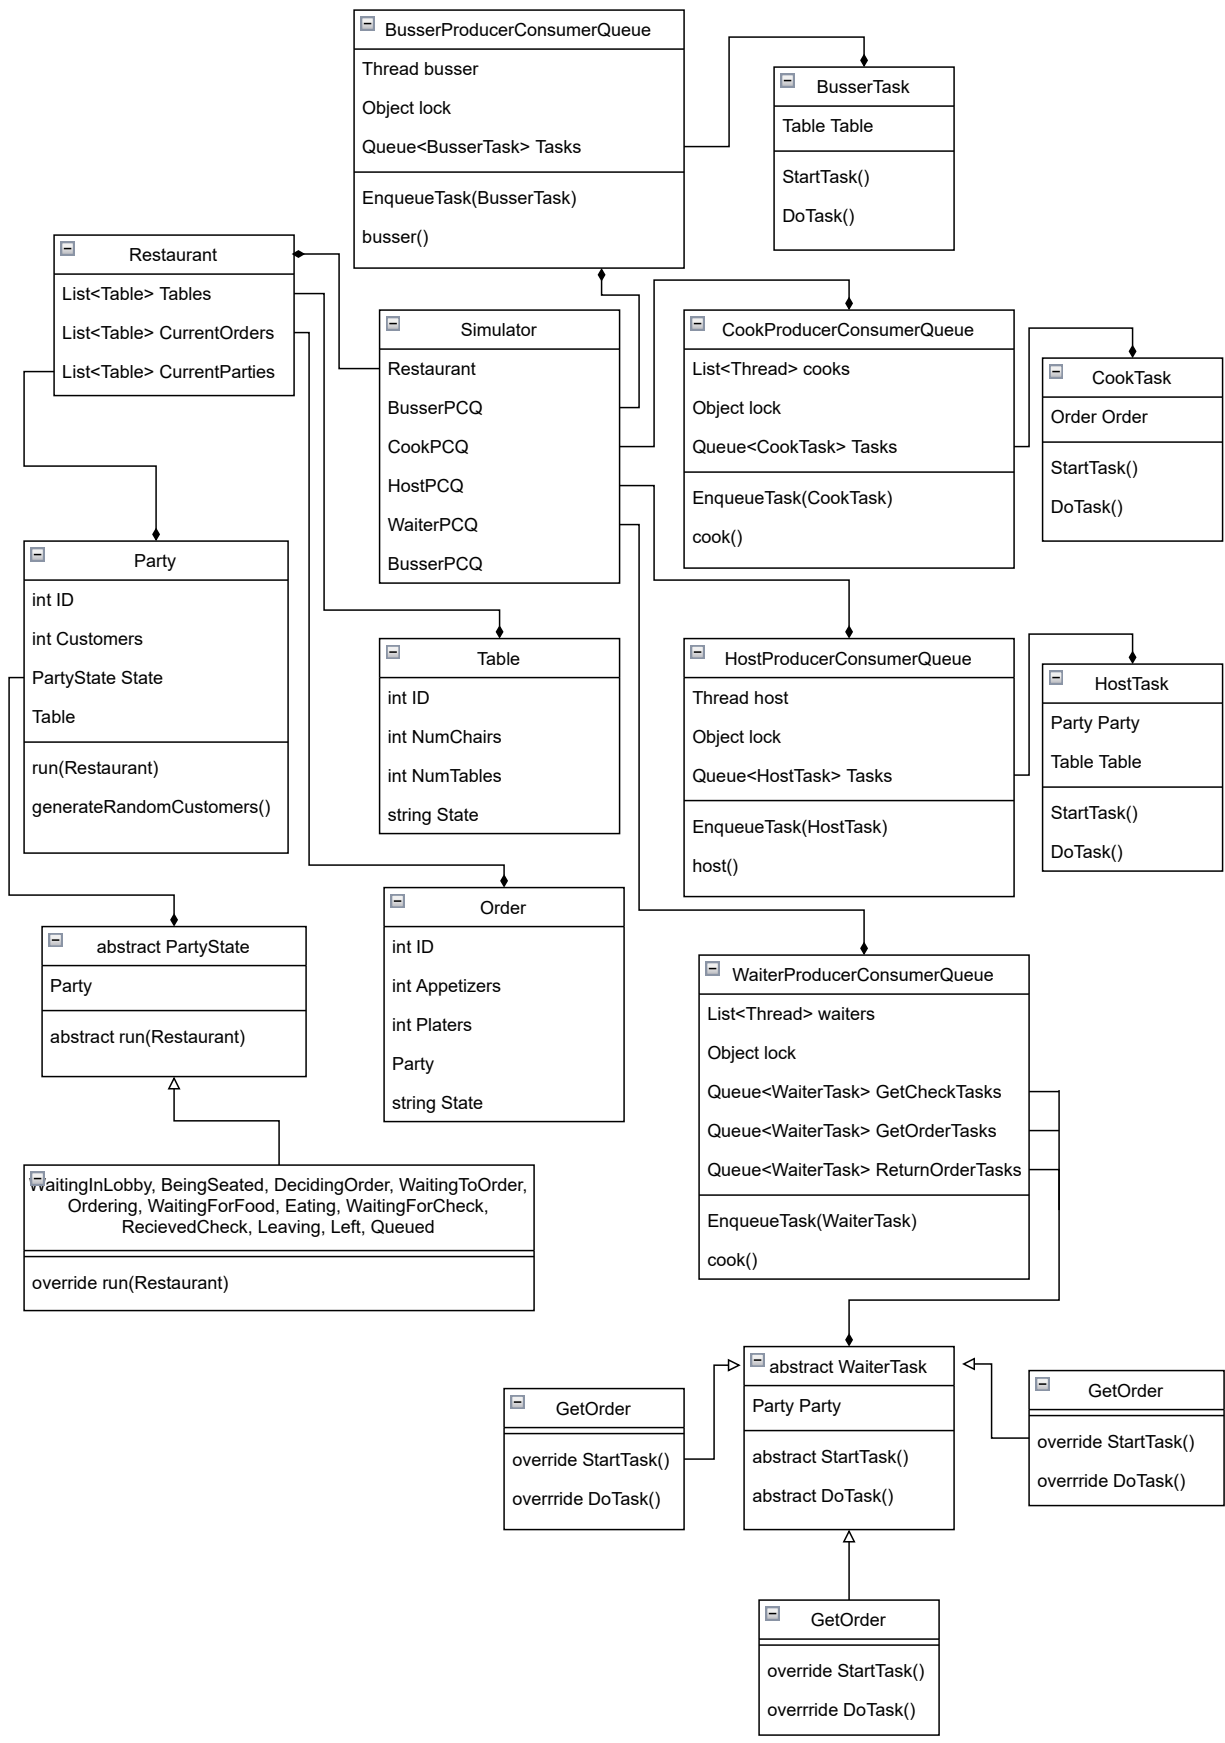 BusserProducerConsumerQueue
Thread busser
Object lock
Queue<BusserTask> Tasks
EnqueueTask(BusserTask)
busser()
BusserTask
Table Table
StartTask()
DoTask()
Restaurant
List<Table> Tables
List<Table> CurrentOrders
List<Table> CurrentParties
Simulator
Restaurant
BusserPCQ
CookPCQ
HostPCQ
WaiterPCQ
BusserPCQ
CookProducerConsumerQueue
List<Thread> cooks
Object lock
Queue<CookTask> Tasks
EnqueueTask(CookTask)
cook()
CookTask
Order Order
StartTask()
DoTask()
Party
int ID
int Customers
PartyState State
Table
run(Restaurant)
generateRandomCustomers()
Table
int ID
int NumChairs
int NumTables
string State
HostProducerConsumerQueue
Thread host
Object lock
Queue<HostTask> Tasks
EnqueueTask(HostTask)
host()
HostTask
Party Party
Table Table
StartTask()
DoTask()
abstract PartyState
Party
abstract run(Restaurant)
Order
int ID
int Appetizers
int Platers
Party
string State
WaiterProducerConsumerQueue
List<Thread> waiters
Object lock
Queue<WaiterTask> GetCheckTasks
Queue<WaiterTask> GetOrderTasks
Queue<WaiterTask> ReturnOrderTasks
EnqueueTask(WaiterTask)
cook()
WaitingInLobby, BeingSeated, DecidingOrder, WaitingToOrder,
Ordering, WaitingForFood, Eating, WaitingForCheck,
RecievedCheck, Leaving, Left, Queued
override run(Restaurant)
abstract WaiterTask
Party Party
abstract StartTask()
abstract DoTask()
GetOrder
override StartTask()
overrride DoTask()
GetOrder
override StartTask()
overrride DoTask()
GetOrder
override StartTask()
overrride DoTask()